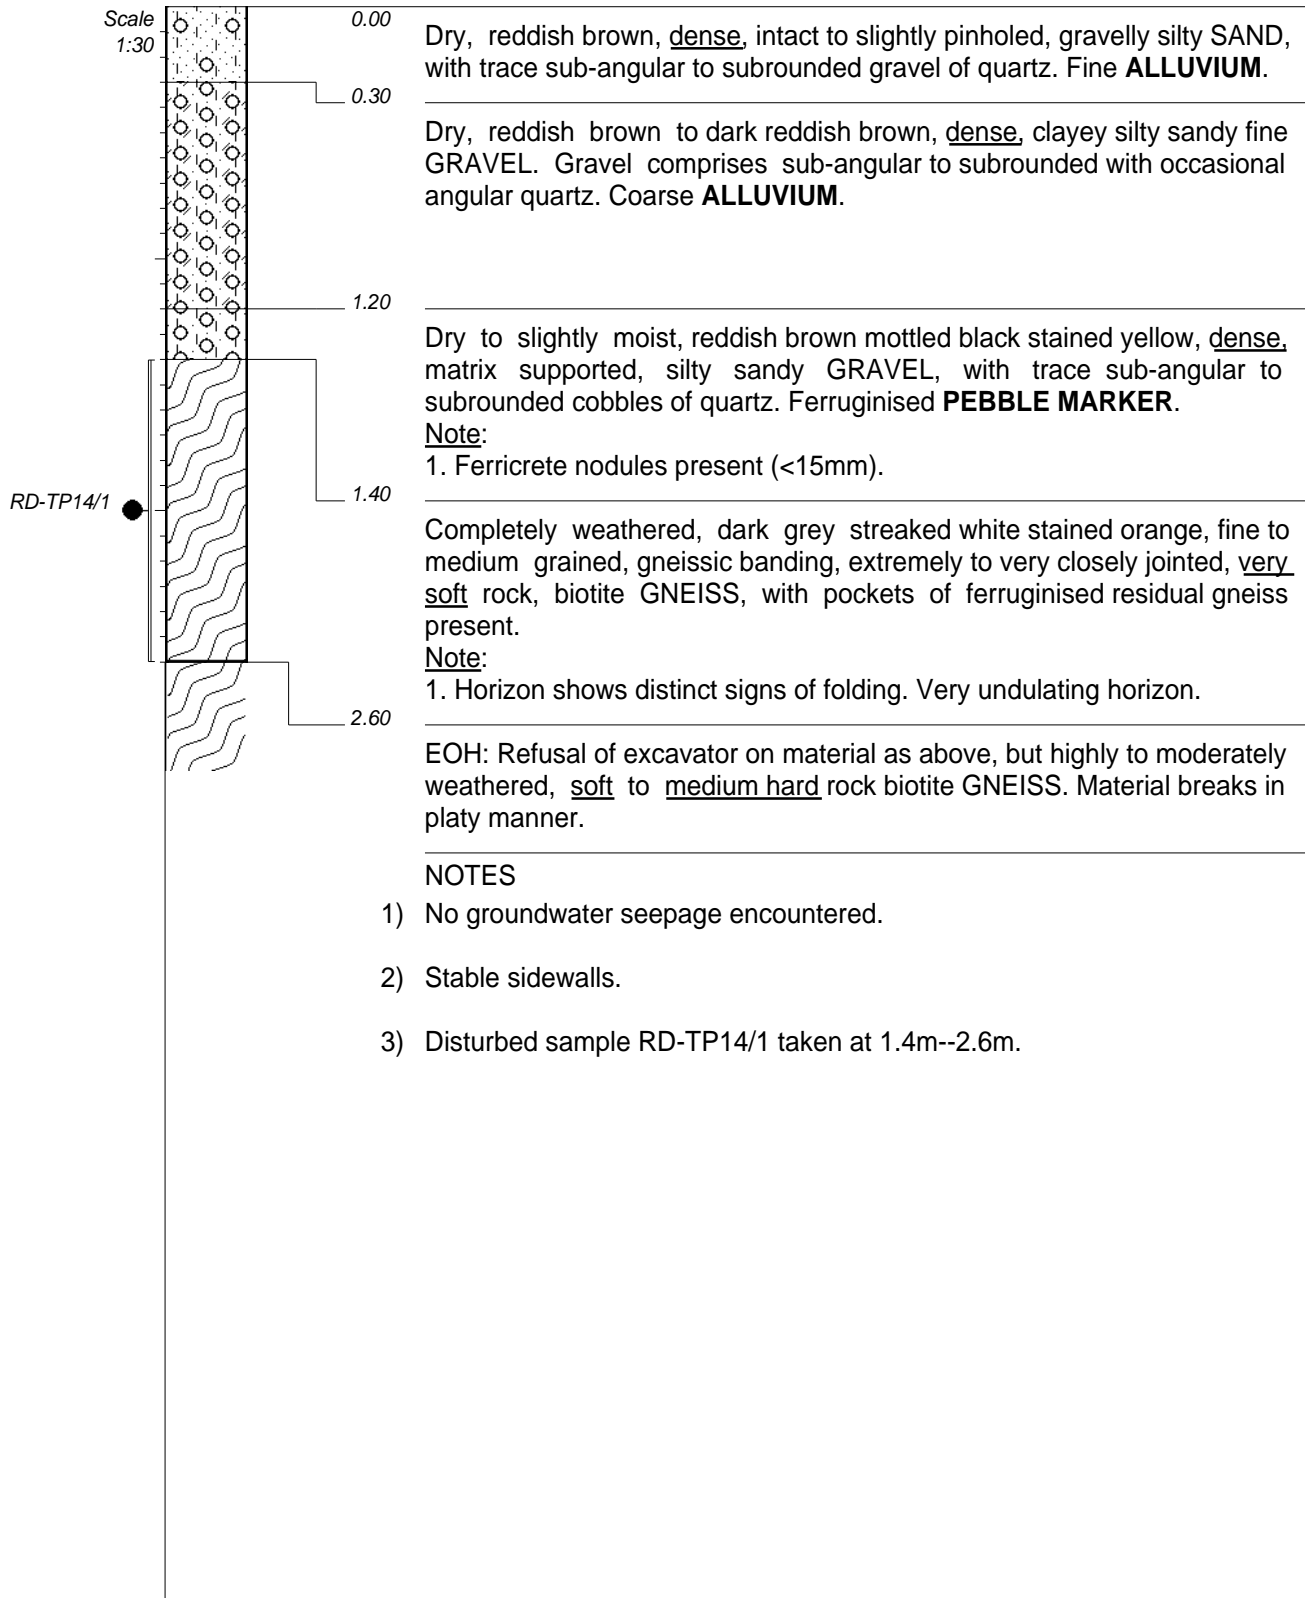 Scale
1:30
0.00
Dry, reddish brown, dense, intact to slightly pinholed, gravelly silty SAND,
with trace sub-angular to subrounded gravel of quartz. Fine ALLUVIUM.
0.30
Dry, reddish brown to dark reddish brown, dense, clayey silty sandy fine
GRAVEL. Gravel comprises sub-angular to subrounded with occasional
angular quartz. Coarse ALLUVIUM.
1.20
Dry to slightly moist, reddish brown mottled black stained yellow, dense,
matrix supported, silty sandy GRAVEL, with trace sub-angular to
subrounded cobbles of quartz. Ferruginised PEBBLE MARKER.
Note:
1. Ferricrete nodules present (<15mm).
1.40
RD-TP14/1
Completely weathered, dark grey streaked white stained orange, fine to
medium grained, gneissic banding, extremely to very closely jointed, very
soft rock, biotite GNEISS, with pockets of ferruginised residual gneiss
present.
Note:
1. Horizon shows distinct signs of folding. Very undulating horizon.
2.60
EOH: Refusal of excavator on material as above, but highly to moderately
weathered, soft to medium hard rock biotite GNEISS. Material breaks in
platy manner.
NOTES
1) No groundwater seepage encountered.
2) Stable sidewalls.
3) Disturbed sample RD-TP14/1 taken at 1.4m--2.6m.